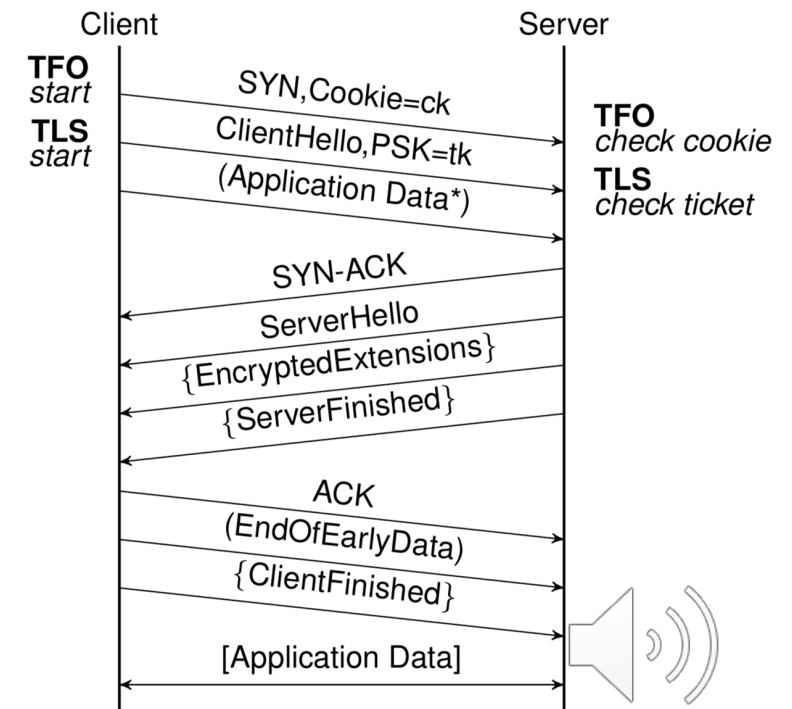 Client
Server
TFO
start
SYN,Cookie=ck
TFO
check cookie
TLS
start
ClientHello,PSK=tk
TLS
check ticket
(Application Data*)
SYN-ACK
ServerHello
{EncryptedExtensions}
{ServerFinished}
ACK
(EndOfEarlyData)
{ClientFinished}
[Application Data]